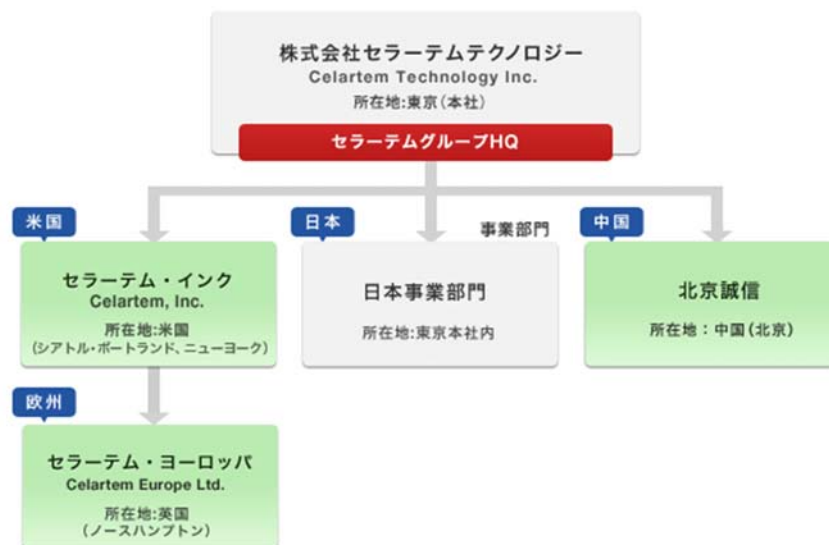 株式会社セラーテムテクノロジー
Celartem Technology Inc.
所在地:東京(本社)
セラーテムグループHQ
米国
セラーテム・インク
Celartem, Inc.
所在地:米国
(シアトル・ポートランド、ニューヨーク)
日本
事業部門
日本事業部門
所在地:東京本社内
中国
北京誠信
所在地：中国(北京)
欧州
セラーテム・ヨーロッパ
Celartem Europe Ltd.
所在地:英国
(ノースハンプトン)